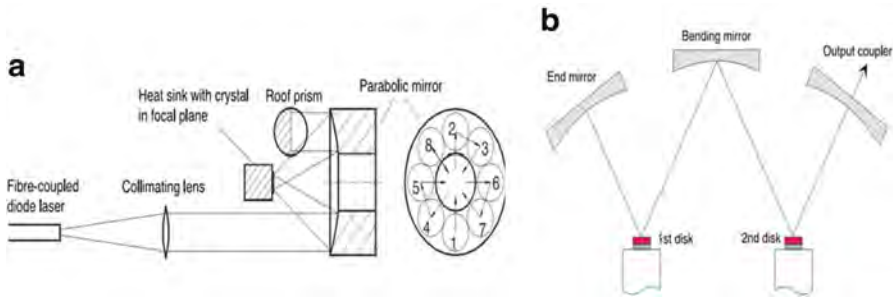 a
Heat sink with crystal
in focal plane
Roof prism
Parabolic mirror
Fibre-coupled
diode laser
Collimating lens
2
8
3
5
6
4
7
1
b
Bending mirror
End mirror
Output coupler
1st disk
2nd disk